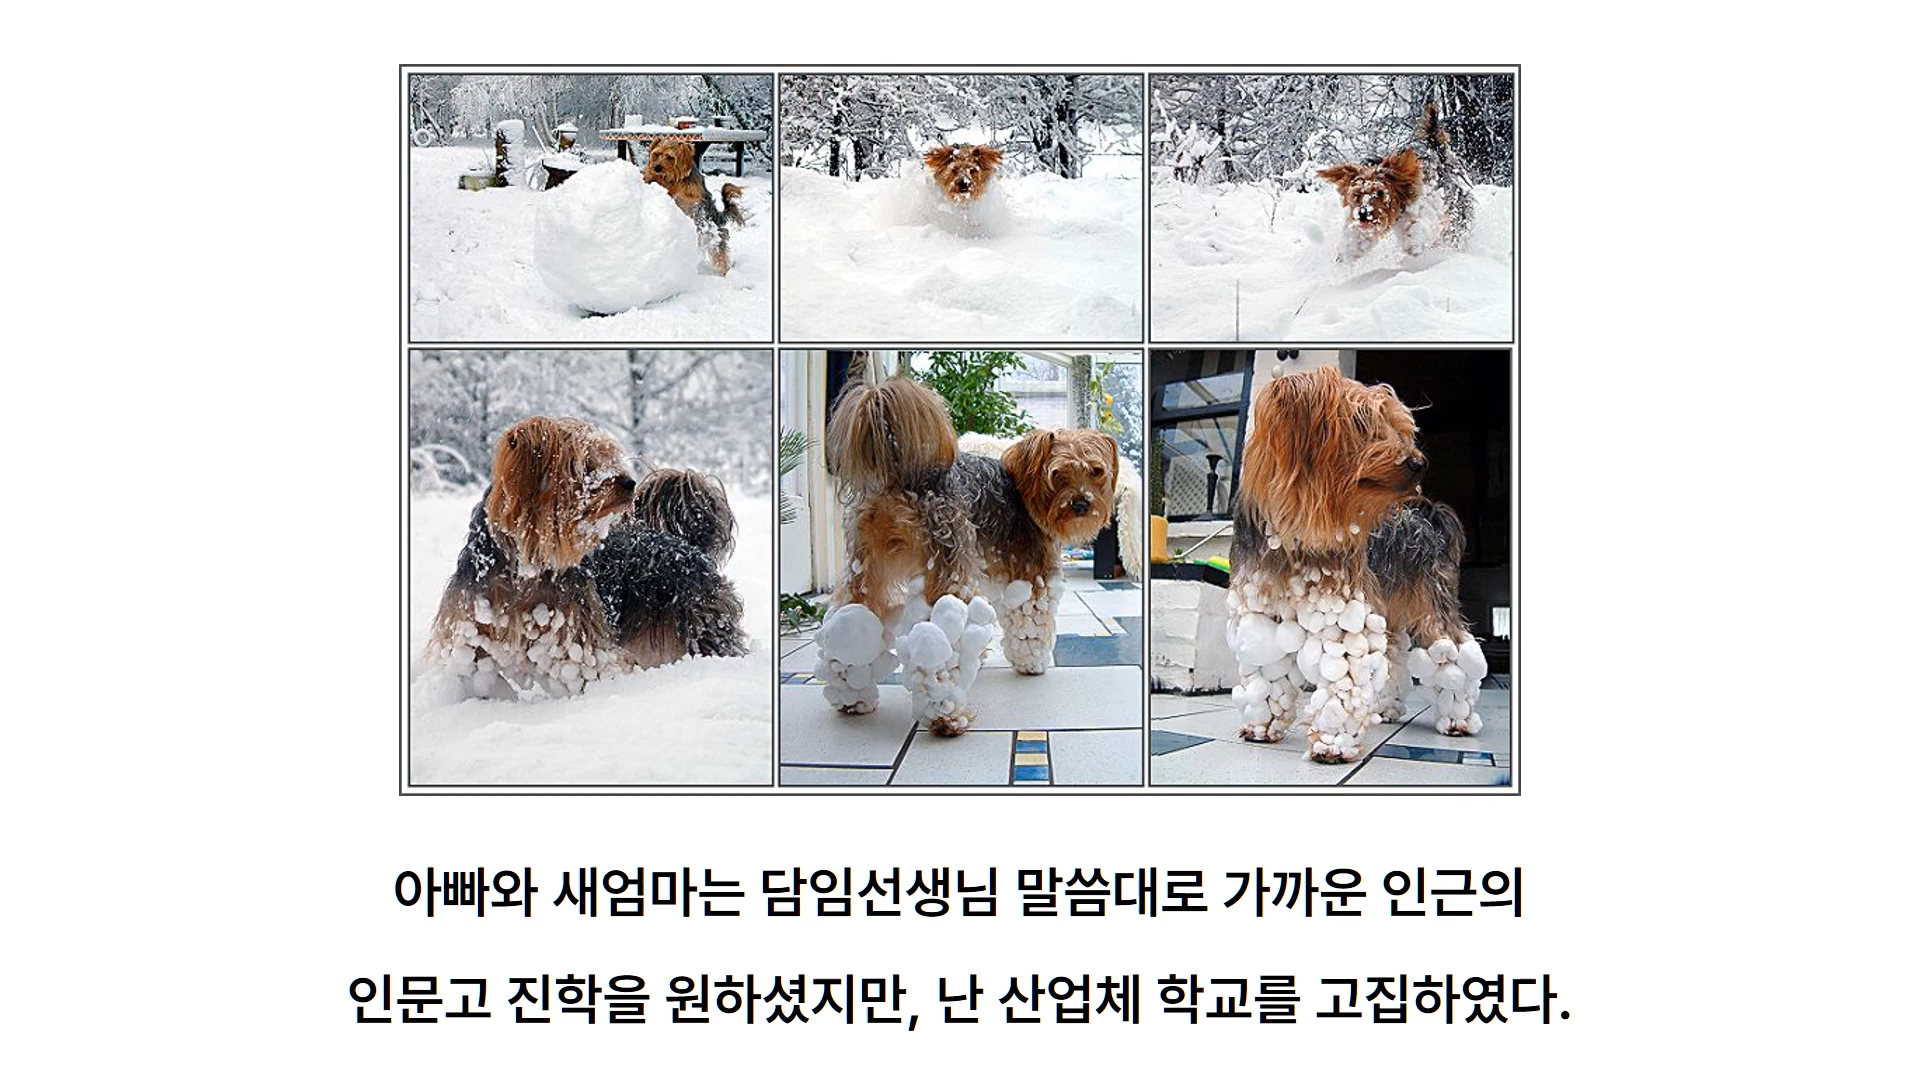 아빠와 새엄마는 담임선생님 말씀대로 가까운 인근의
인문고 진학을 원하셨지만, 난 산업체 학교를 고집하였다.